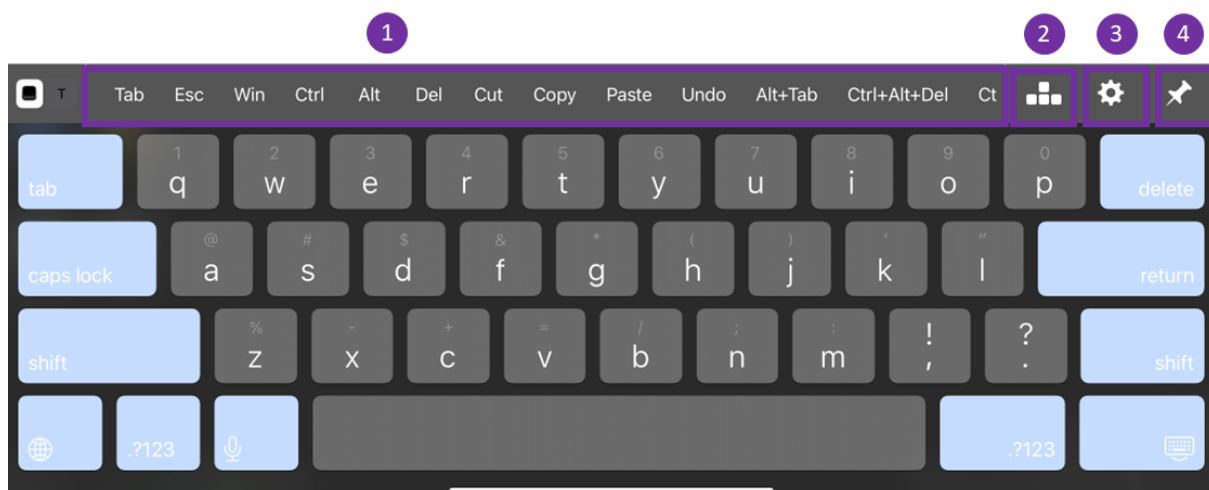 1 2 3 4
T Tab Esc Win Ctrl Alt Del Cut Copy Paste Undo Alt+Tab Ctrl+Alt+Del Ct
1 2 3 4 5 6 7 8 9 0
tab q w e r t y u i o p delete
@ # $ & * ( ) ' "
caps lock a s d f g h j k l return
% - + = / ; : ! ?
shift z x c v b n m , . shift
.?123 .?123